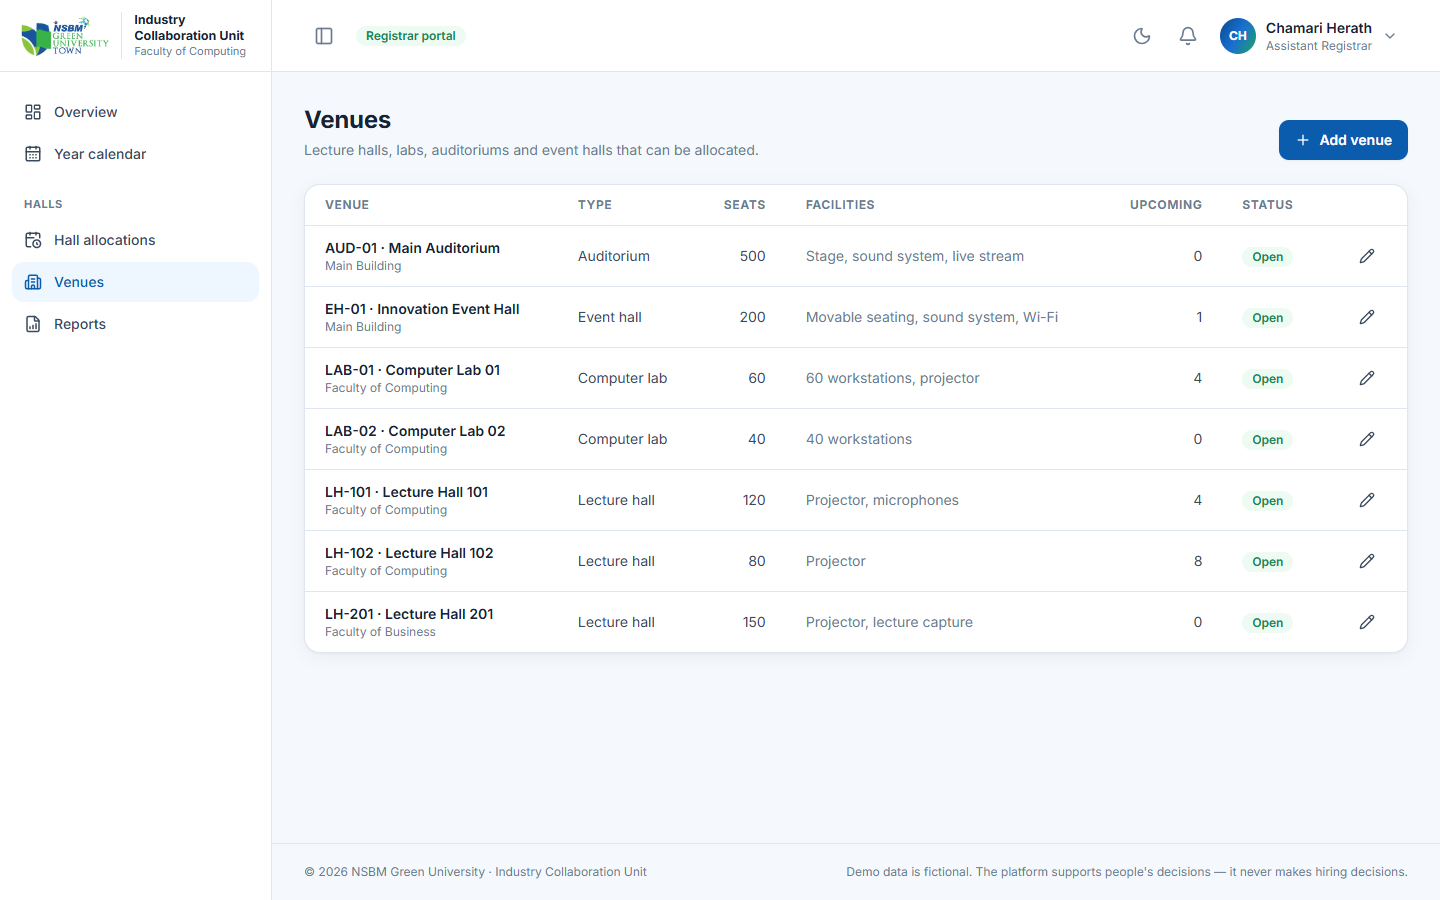 NSBM
GREEN
UNIVERSITY
TOWN
Industry
Collaboration Unit
Faculty of Computing
Registrar portal
CH
Chamari Herath
Assistant Registrar
Overview
Year calendar
HALLS
Hall allocations
Venues
Reports
Venues
Lecture halls, labs, auditoriums and event halls that can be allocated.
+ Add venue
VENUE TYPE SEATS FACILITIES UPCOMING STATUS
AUD-01 · Main Auditorium
Main Building
Auditorium 500 Stage, sound system, live stream 0 Open
EH-01 · Innovation Event Hall
Main Building
Event hall 200 Movable seating, sound system, Wi-Fi 1 Open
LAB-01 · Computer Lab 01
Faculty of Computing
Computer lab 60 60 workstations, projector 4 Open
LAB-02 · Computer Lab 02
Faculty of Computing
Computer lab 40 40 workstations 0 Open
LH-101 · Lecture Hall 101
Faculty of Computing
Lecture hall 120 Projector, microphones 4 Open
LH-102 · Lecture Hall 102
Faculty of Computing
Lecture hall 80 Projector 8 Open
LH-201 · Lecture Hall 201
Faculty of Business
Lecture hall 150 Projector, lecture capture 0 Open
© 2026 NSBM Green University · Industry Collaboration Unit
Demo data is fictional. The platform supports people's decisions — it never makes hiring decisions.